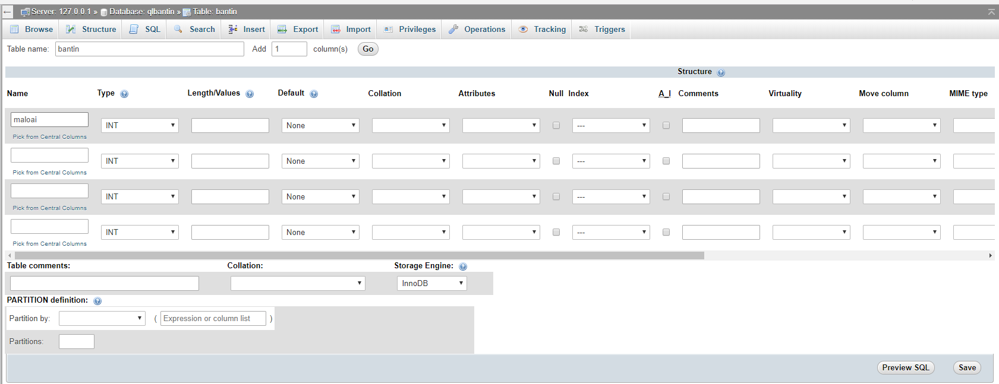 ← Server: 127.0.0.1 » Database: qlbantin » Table: bantin
Browse Structure SQL Search Insert Export Import Privileges Operations Tracking Triggers
Table name: bantin Add 1 column(s) Go
Structure
Name Type Length/Values Default Collation Attributes Null Index A_I Comments Virtuality Move column MIME type
maloai INT None ---
Pick from Central Columns
INT None ---
Pick from Central Columns
INT None ---
Pick from Central Columns
INT None ---
Pick from Central Columns
Table comments: Collation: Storage Engine:
InnoDB
PARTITION definition:
Partition by: ( Expression or column list )
Partitions:
Preview SQL Save